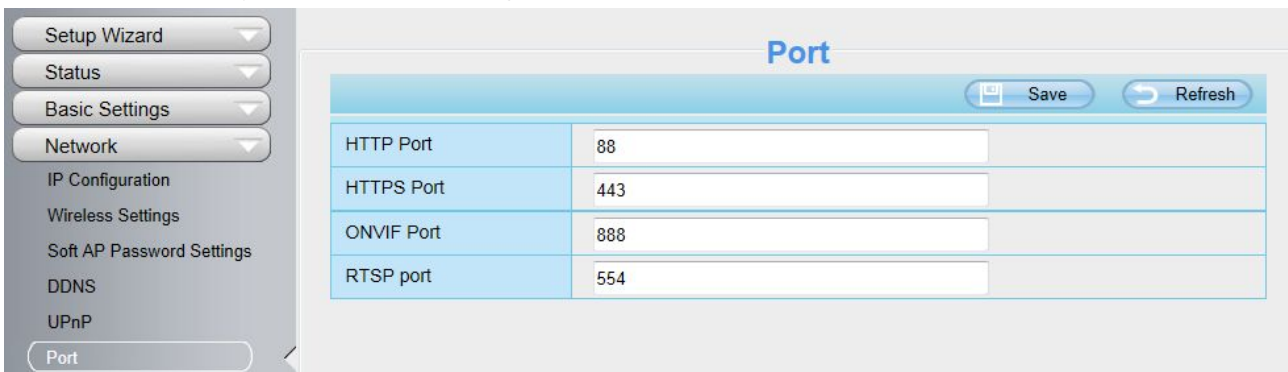 Setup Wizard
Status
Basic Settings
Network
IP Configuration
Wireless Settings
Soft AP Password Settings
DDNS
UPnP
Port
Port
Save Refresh
HTTP Port 88
HTTPS Port 443
ONVIF Port 888
RTSP port 554